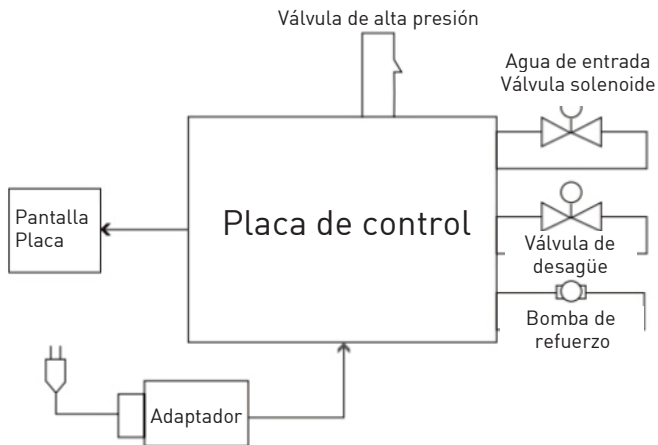 Válvula de alta presión
Agua de entrada
Válvula solenoide
Placa de control
Pantalla
Placa
Válvula de
desagüe
Bomba de
refuerzo
Adaptador